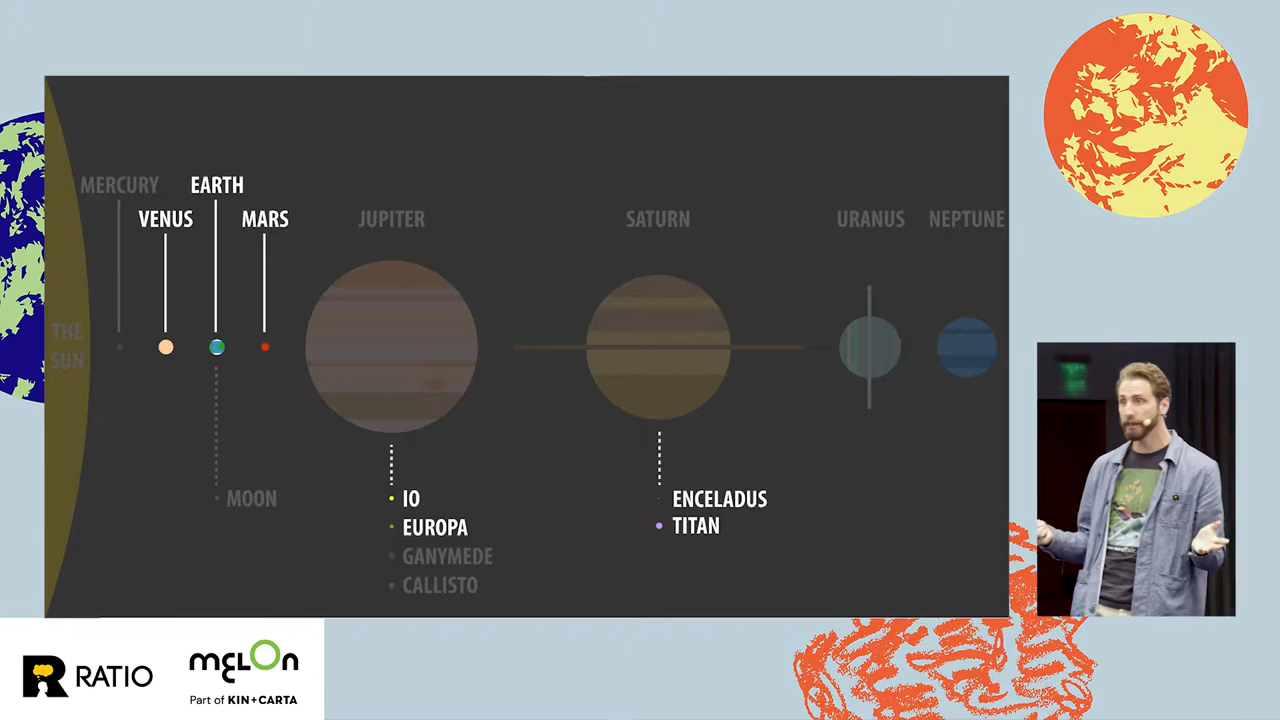 MERCURY
EARTH
VENUS
MARS
JUPITER
SATURN
URANUS
NEPTUNE
THE
SUN
MOON
IO
EUROPA
GANYMEDE
CALLISTO
ENCELADUS
TITAN
RATIO
MELON
Part of KIN+CARTA